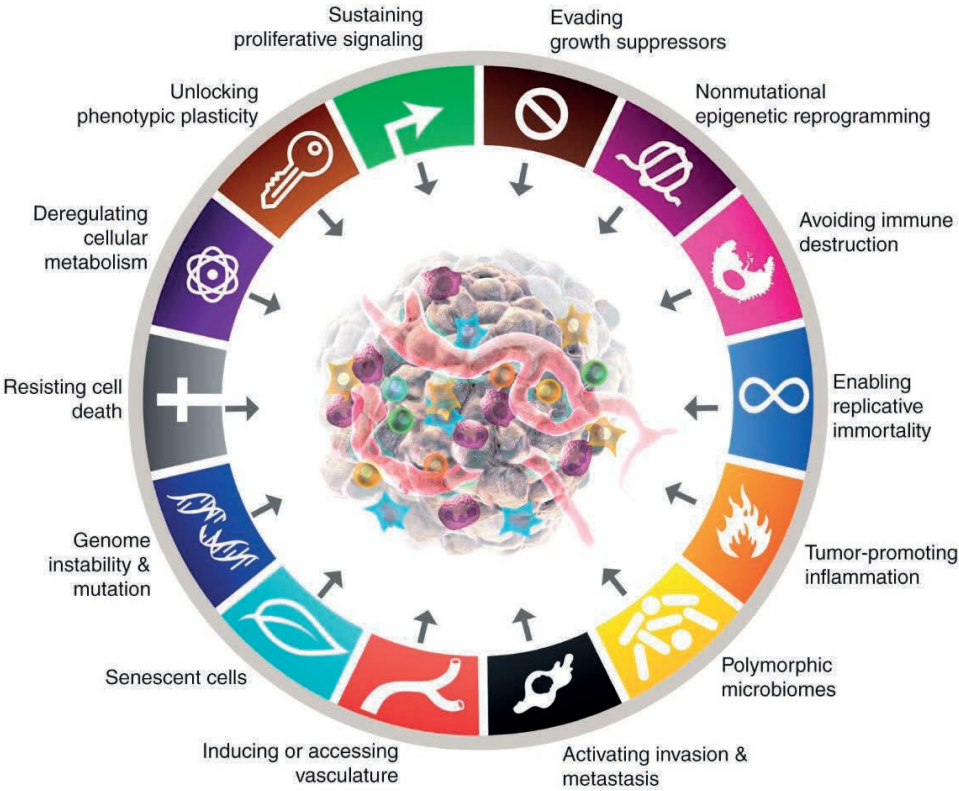 Sustaining
proliferative signaling
Evading
growth suppressors
Nonmutational
epigenetic reprogramming
Avoiding immune
destruction
Enabling
replicative
immortality
Tumor-promoting
inflammation
Polymorphic
microbiomes
Activating invasion &
metastasis
Inducing or accessing
vasculature
Senescent cells
Genome
instability &
mutation
Resisting cell
death
Deregulating
cellular
metabolism
Unlocking
phenotypic plasticity